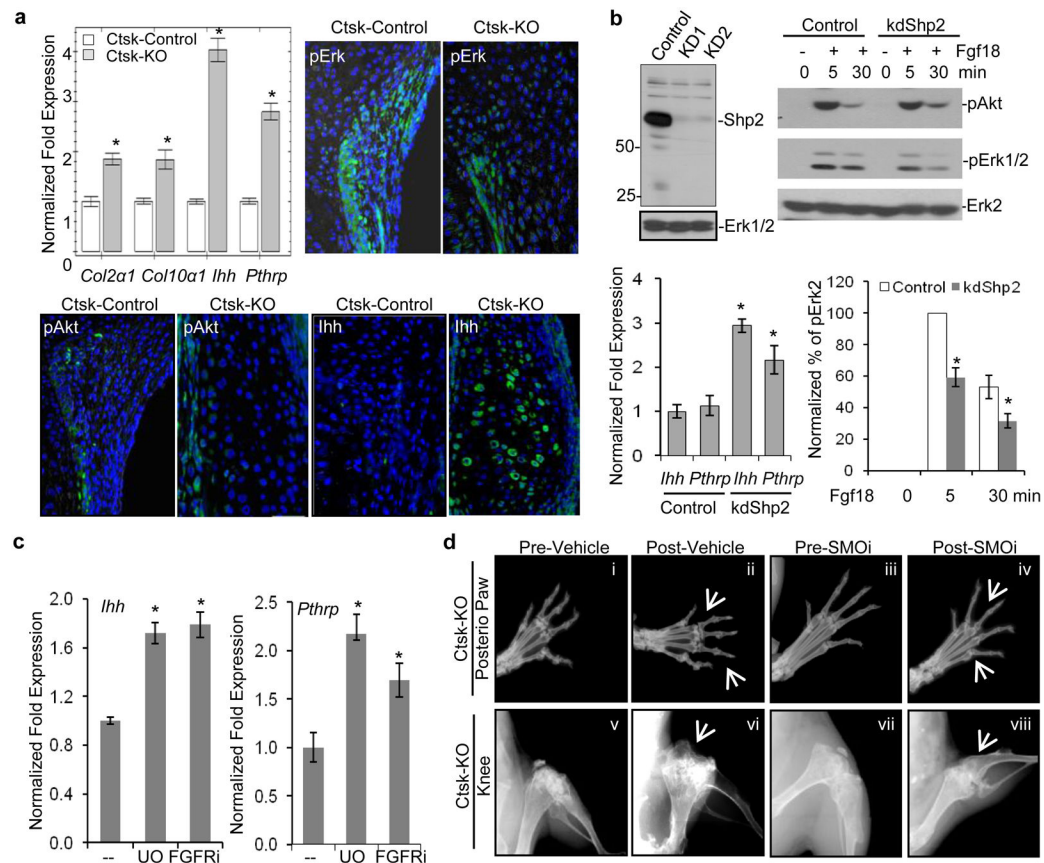 a
Normalized Fold Expression
4
4
2
1
0
Ctsk-Control
Ctsk-KO
* * * *
Col2α1 Col10α1 Ihh Pthrp
Ctsk-Control Ctsk-KO
pErk pErk
Ctsk-Control Ctsk-KO Ctsk-Control Ctsk-KO
pAkt pAkt Ihh Ihh
b
Control KD1 KD2
-Shp2
50
25
-Erk1/2
Control kdShp2
- + + - + + Fgf18
0 5 30 0 5 30 min
-pAkt
-pErk1/2
-Erk2
Normalized Fold Expression
4
3
2
1
0
* *
Ihh Pthrp Ihh Pthrp
Control kdShp2
Normalized % of pErk2
120
100
80
60
40
20
0
Control kdShp2
* *
Fgf18 0 5 30 min
c
Normalized Fold Expression
2.0
1.6
1.2
0.8
0.4
0.0
Ihh
* *
-- UO FGFRi
Normalized Fold Expression
2.5
2.0
1.5
1.0
0.5
0.0
Pthrp
* *
-- UO FGFRi
d
Pre-Vehicle Post-Vehicle Pre-SMOi Post-SMOi
Ctsk-KO
Posterio Paw
i ii iii iv
Ctsk-KO
Knee
v vi vii viii